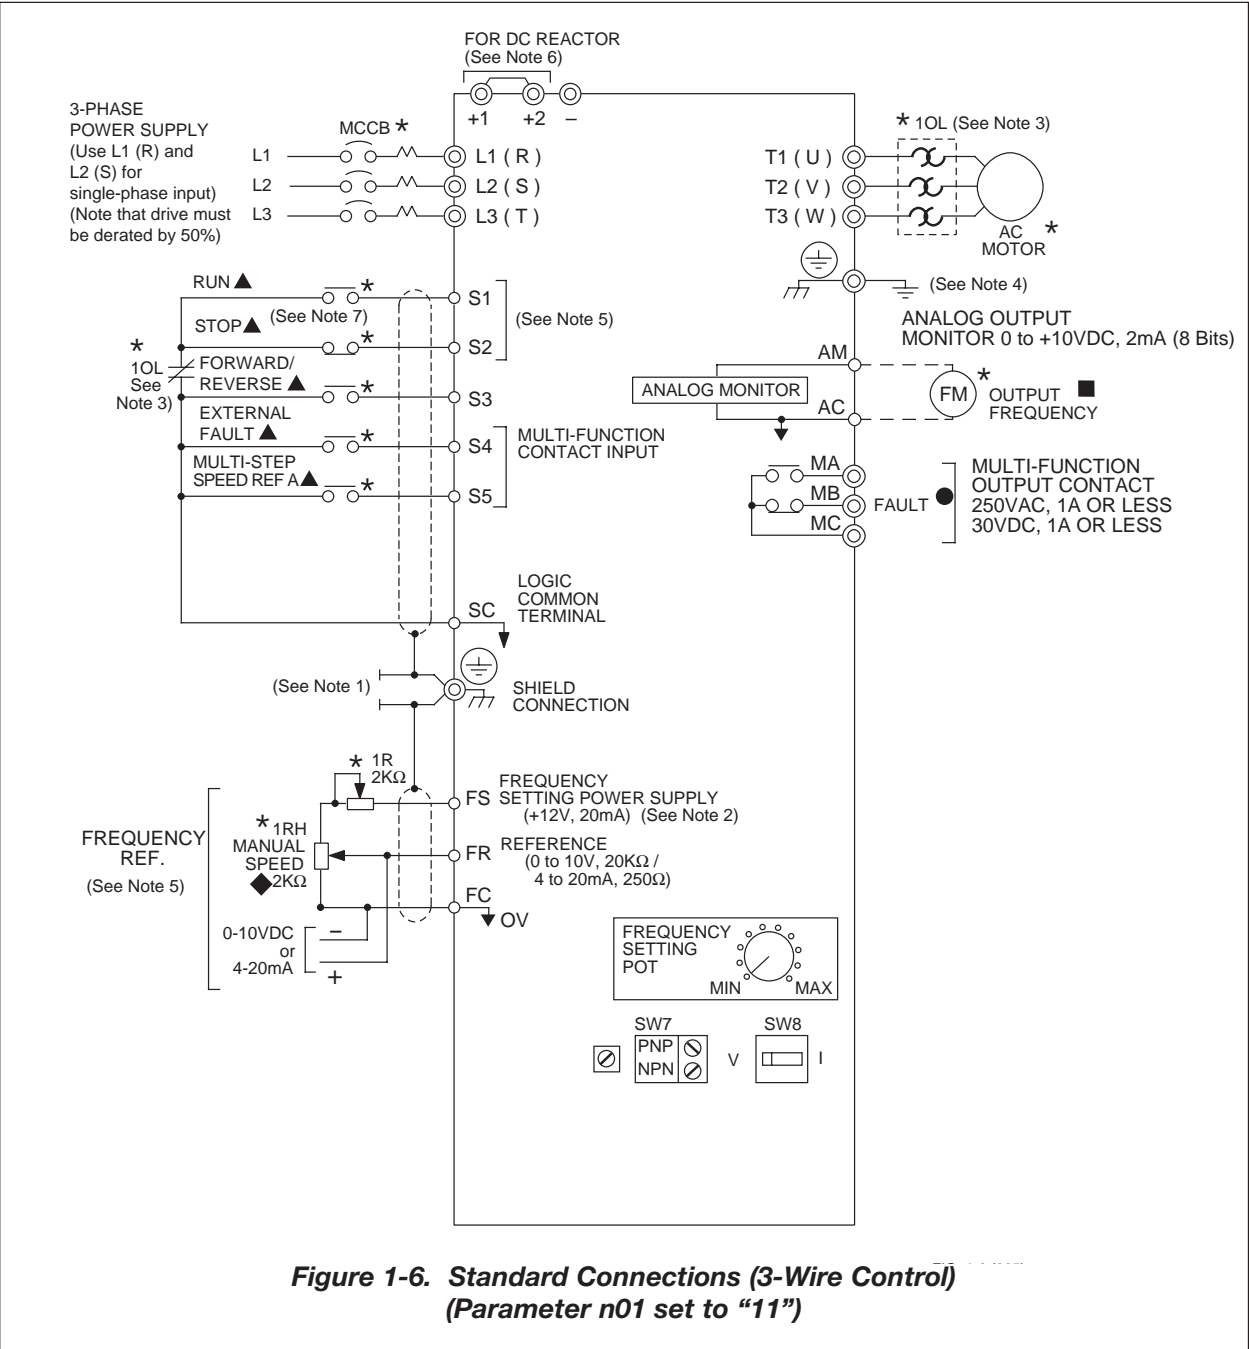 FOR DC REACTOR
(See Note 6)
+1 +2 –
3-PHASE
POWER SUPPLY
(Use L1 (R) and
L2 (S) for
single-phase input)
(Note that drive must
be derated by 50%)
MCCB *
L1
L2
L3
L1 ( R )
L2 ( S )
L3 ( T )
* 1OL (See Note 3)
T1 ( U )
T2 ( V )
T3 ( W )
AC
MOTOR *
(See Note 4)
RUN ▲
*
(See Note 7)
S1
STOP ▲
*
S2
(See Note 5)
*
1OL
See
Note 3)
FORWARD/
REVERSE ▲
*
S3
EXTERNAL
FAULT ▲
*
S4
MULTI-STEP
SPEED REF A ▲
*
S5
MULTI-FUNCTION
CONTACT INPUT
ANALOG OUTPUT
MONITOR 0 to +10VDC, 2mA (8 Bits)
AM
ANALOG MONITOR
AC
FM
*
OUTPUT ■
FREQUENCY
MA
MB
MC
FAULT ●
MULTI-FUNCTION
OUTPUT CONTACT
250VAC, 1A OR LESS
30VDC, 1A OR LESS
SC
LOGIC
COMMON
TERMINAL
(See Note 1)
SHIELD
CONNECTION
* 1R
2KΩ
FS
FREQUENCY
SETTING POWER SUPPLY
(+12V, 20mA) (See Note 2)
FREQUENCY
REF.
(See Note 5)
* 1RH
MANUAL
SPEED
◆ 2KΩ
FR
REFERENCE
(0 to 10V, 20KΩ /
4 to 20mA, 250Ω)
FC
OV
0-10VDC
or
4-20mA
–
+
FREQUENCY
SETTING
POT
MIN MAX
SW7
PNP
NPN
SW8
V I
Figure 1-6. Standard Connections (3-Wire Control)
(Parameter n01 set to “11”)